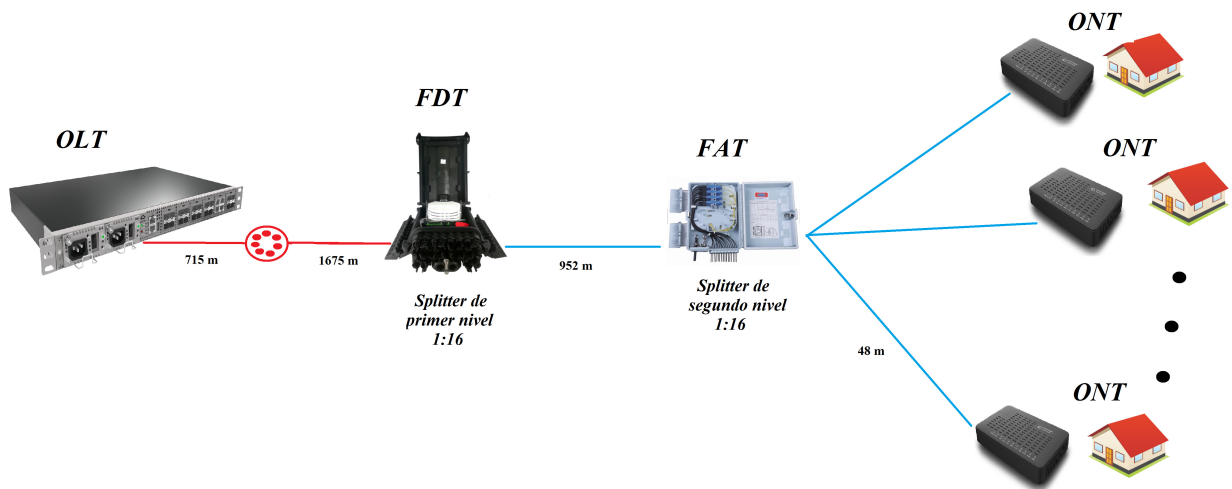 ONT
FDT
ONT
OLT
FAT
715 m
1675 m
952 m
Splitter de
primer nivel
1:16
Splitter de
segundo nivel
1:16
48 m
ONT